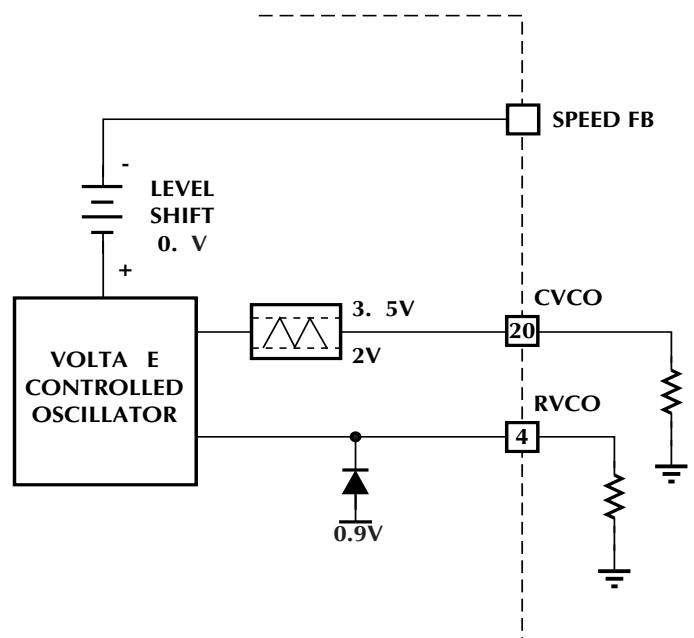 SPEED FB
-
LEVEL
SHIFT
0. V
+
CVCO
3. 5V
20
2V
VOLTA E
CONTROLLED
OSCILLATOR
RVCO
4
0.9V